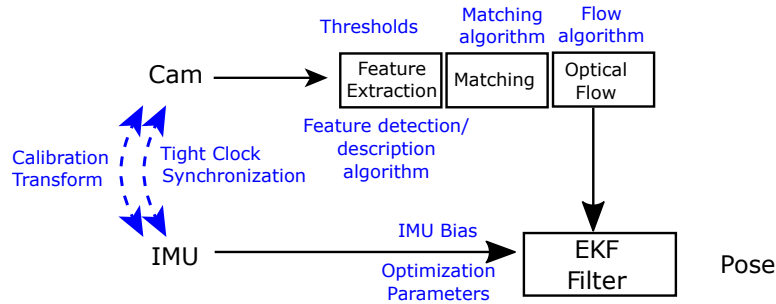 Thresholds
Matching
algorithm
Flow
algorithm
Cam
Feature
Extraction
Matching
Optical
Flow
Feature detection/
description
algorithm
Calibration
Transform
Tight Clock
Synchronization
IMU
IMU Bias
Optimization
Parameters
EKF
Filter
Pose